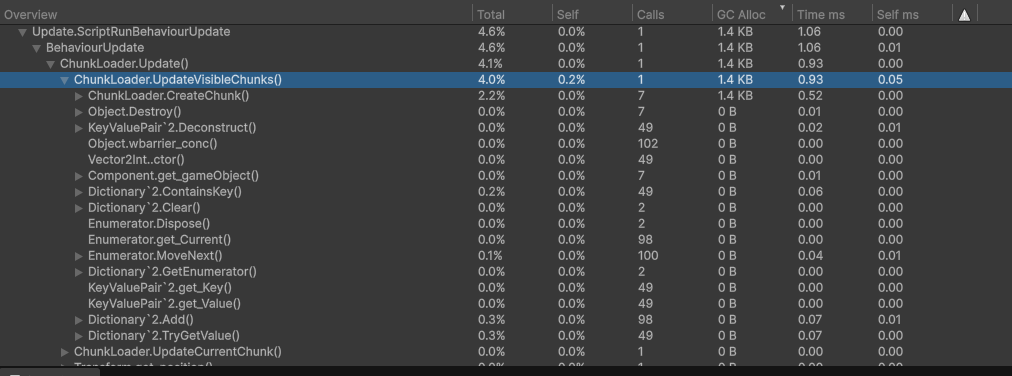 Overview Total Self Calls GC Alloc Time ms Self ms
Update.ScriptRunBehaviourUpdate 4.6% 0.0% 1 1.4 KB 1.06 0.00
BehaviourUpdate 4.6% 0.0% 1 1.4 KB 1.06 0.01
ChunkLoader.Update() 4.1% 0.0% 1 1.4 KB 0.93 0.00
ChunkLoader.UpdateVisibleChunks() 4.0% 0.2% 1 1.4 KB 0.93 0.05
ChunkLoader.CreateChunk() 2.2% 0.0% 7 1.4 KB 0.52 0.00
Object.Destroy() 0.0% 0.0% 7 0 B 0.01 0.00
KeyValuePair`2.Deconstruct() 0.0% 0.0% 49 0 B 0.02 0.01
Object.wbarrier_conc() 0.0% 0.0% 102 0 B 0.00 0.00
Vector2Int..ctor() 0.0% 0.0% 49 0 B 0.00 0.00
Component.get_gameObject() 0.0% 0.0% 7 0 B 0.01 0.00
Dictionary`2.ContainsKey() 0.2% 0.0% 49 0 B 0.06 0.00
Dictionary`2.Clear() 0.0% 0.0% 2 0 B 0.00 0.00
Enumerator.Dispose() 0.0% 0.0% 2 0 B 0.00 0.00
Enumerator.get_Current() 0.0% 0.0% 98 0 B 0.00 0.00
Enumerator.MoveNext() 0.1% 0.0% 100 0 B 0.04 0.01
Dictionary`2.GetEnumerator() 0.0% 0.0% 2 0 B 0.00 0.00
KeyValuePair`2.get_Key() 0.0% 0.0% 49 0 B 0.00 0.00
KeyValuePair`2.get_Value() 0.0% 0.0% 49 0 B 0.00 0.00
Dictionary`2.Add() 0.3% 0.0% 98 0 B 0.07 0.01
Dictionary`2.TryGetValue() 0.3% 0.0% 49 0 B 0.07 0.00
ChunkLoader.UpdateCurrentChunk() 0.0% 0.0% 1 0 B 0.00 0.00
Transform.get_position() 0.0% 0.0% 1 0 B 0.00 0.00